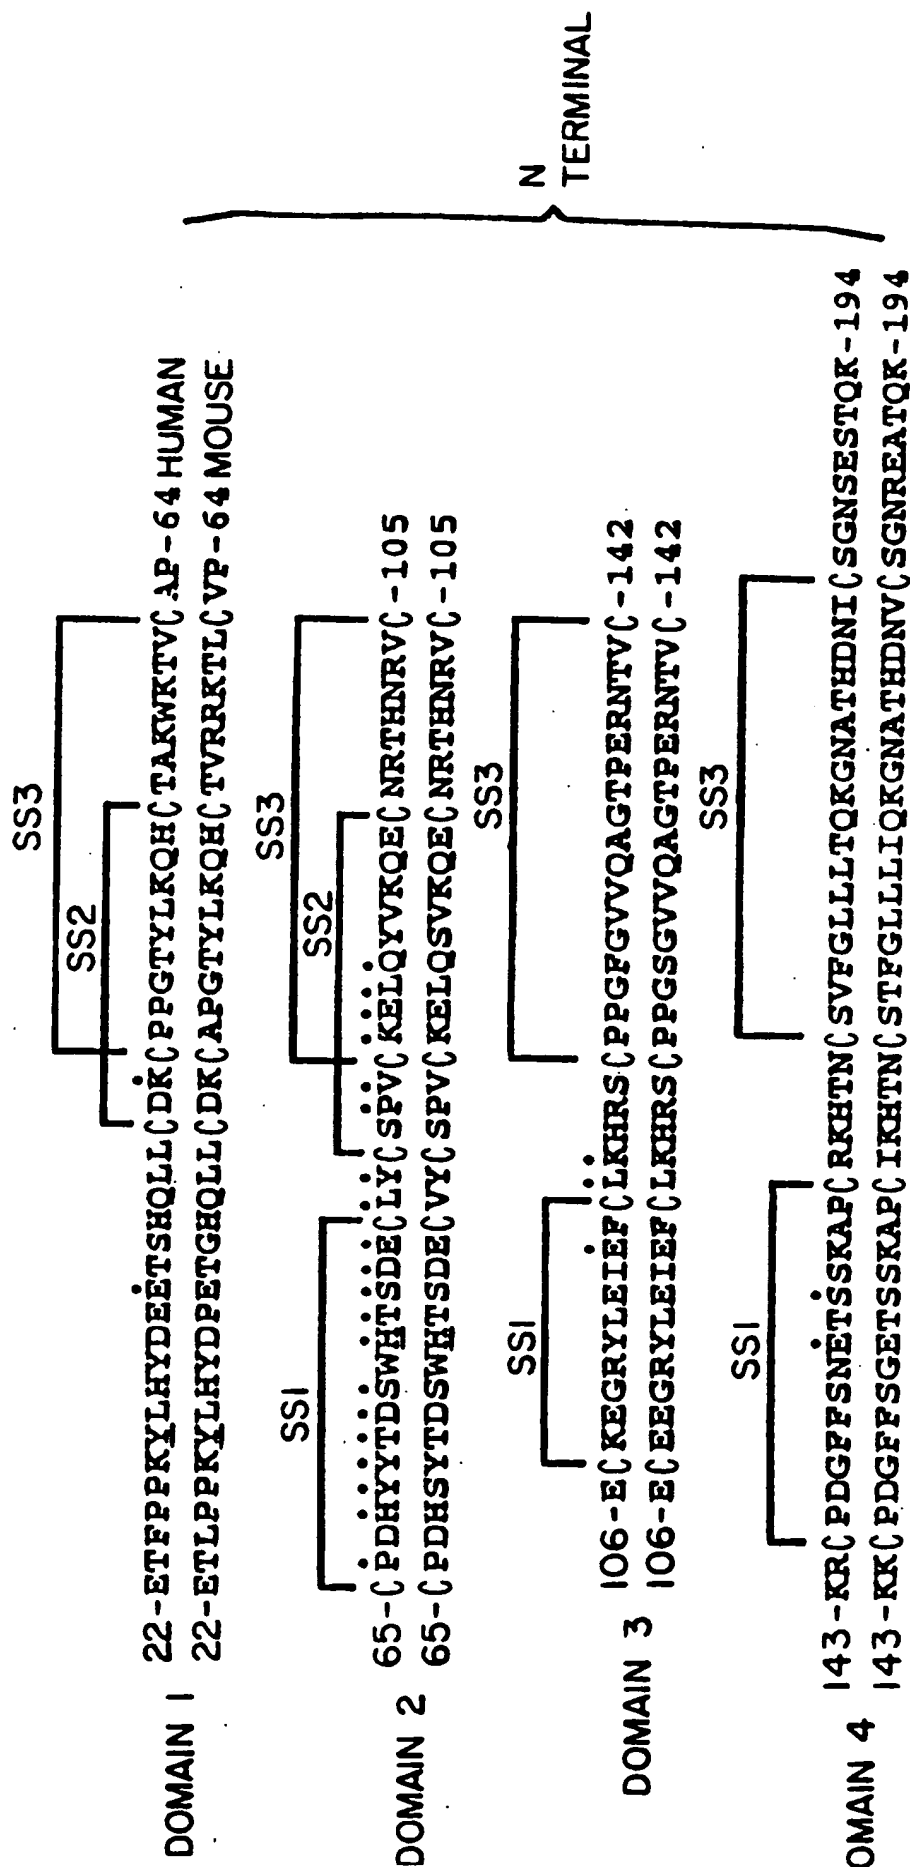 SS3
SS2
DOMAIN 1
22-ETFPPKYLHYDEETSHQLLCDKCPPGTYLKQHCTAKWKTVCAP-64 HUMAN
22-ETLPPKYLHYDPETGHQLLCDKCAPGTYLKQHCTVRRKTLCVP-64 MOUSE
SS3
SS1
SS2
DOMAIN 2
65-CPDHYYTDSWHTSDECLYCSPVCKELQYVKQECNRTHNRVC-105
65-CPDHSYTDSWHTSDECVYCSPVCKELQSVKQECNRTHNRVC-105
N
TERMINAL
SS1
SS3
DOMAIN 3
106-ECKEGRYLEIEFCLKHRSCPPGFGVVQAGTPERNTVC-142
106-ECEEGRYLEIEFCLKHRSCPPGSGVVQAGTPERNTVC-142
SS1
SS3
OMAIN 4
143-KRCPDGFFSNETSSKAPCRKHTNCSVFGLLLTQKGNATHDNICSGNSESTQK-194
143-KKCPDGFFSGETSSKAPCIKHTNCSTFGLLLIQKGNATHDNVCSGNREATQK-194